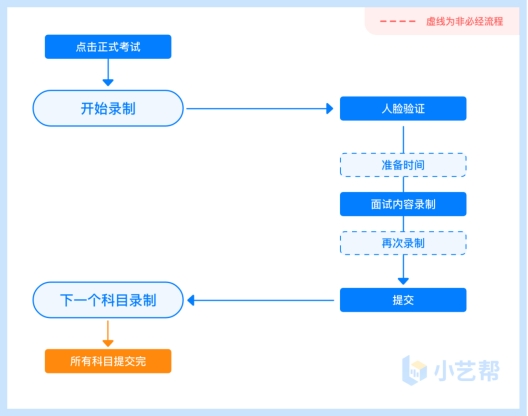 虚线为非必经流程
点击正式考试
开始录制
人脸验证
准备时间
面试内容录制
再次录制
下一个科目录制
提交
所有科目提交完
小艺帮